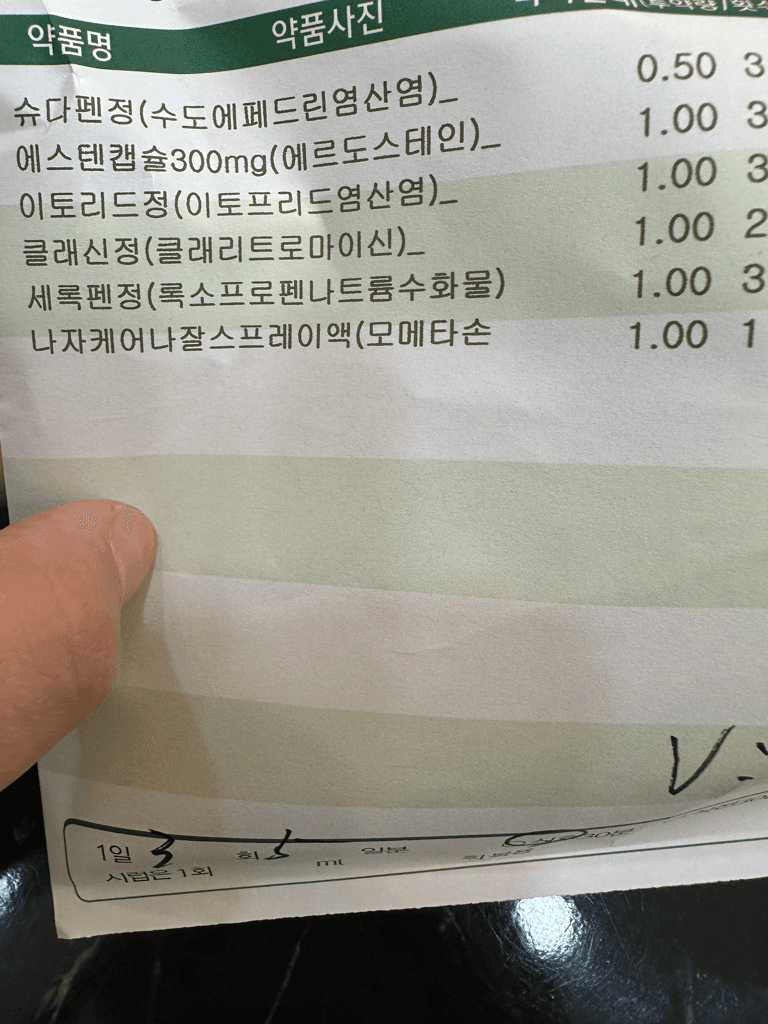 약품명 약품사진
슈다펜정(수도에페드린염산염)_ 0.50 3
에스텐캡슐300mg(에르도스테인)_ 1.00 3
이토리드정(이토프리드염산염)_ 1.00 3
클래신정(클래리트로마이신)_ 1.00 2
세록펜정(록소프로펜나트륨수화물) 1.00 3
나자케어나잘스프레이액(모메타손 1.00 1
1일 3 회 5 일분
시럽은 1회 ml